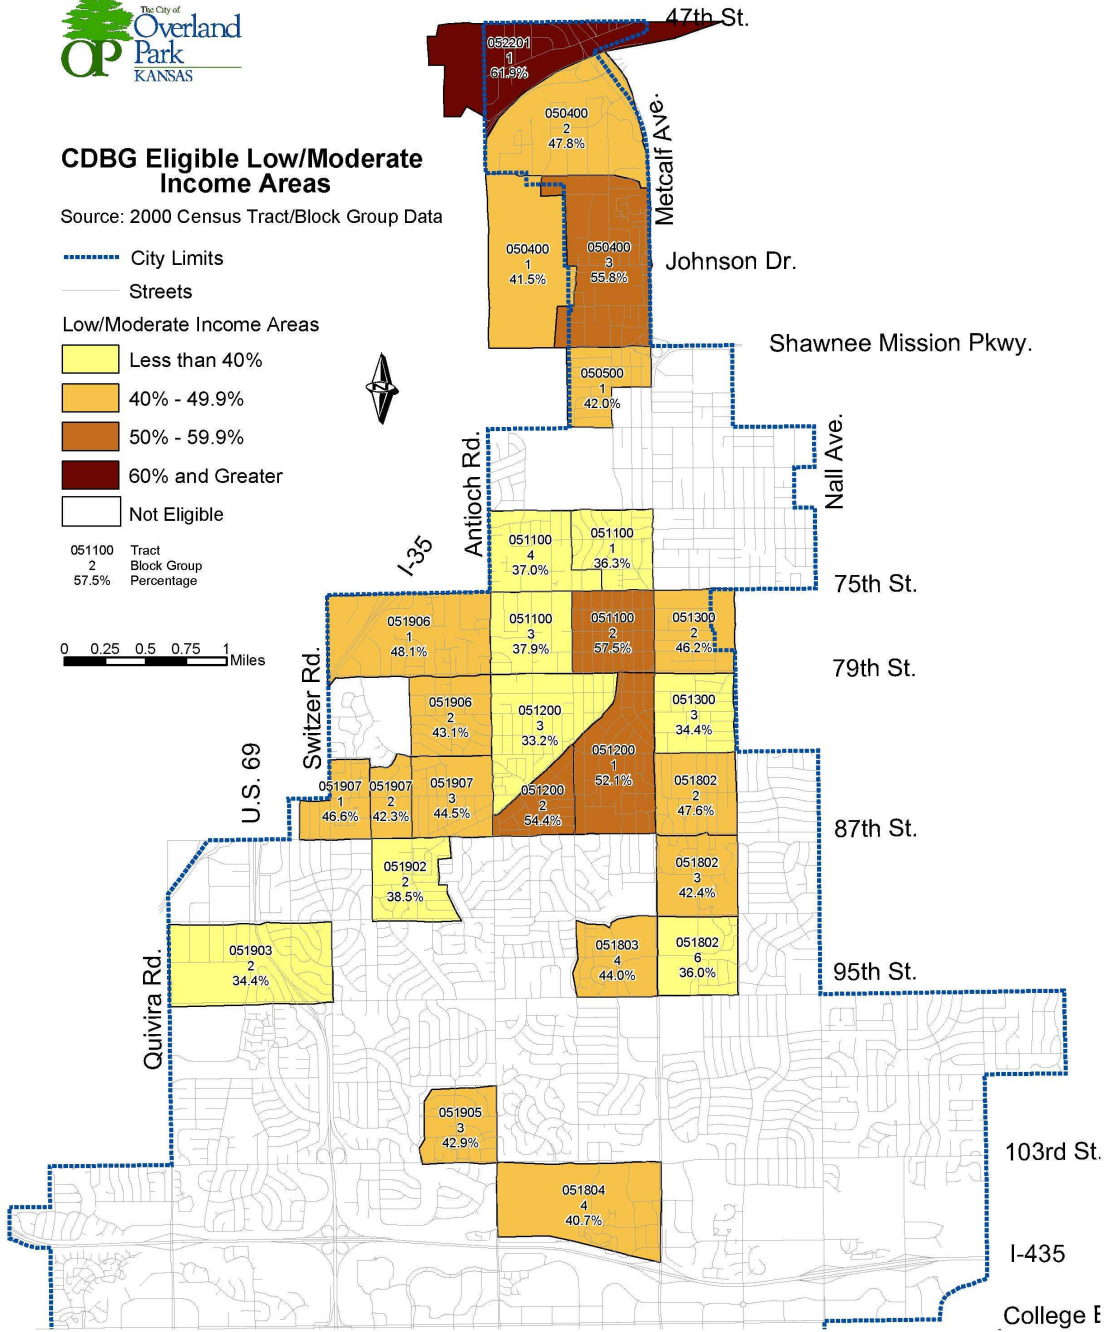 The City of
Overland
Park
KANSAS
OP
CDBG Eligible Low/Moderate
Income Areas
Source: 2000 Census Tract/Block Group Data
City Limits
Streets
Low/Moderate Income Areas
Less than 40%
40% - 49.9%
50% - 59.9%
60% and Greater
Not Eligible
051100 Tract
2 Block Group
57.5% Percentage
0 0.25 0.5 0.75 1
Miles
N
47th St.
Metcalf Ave.
Johnson Dr.
Shawnee Mission Pkwy.
Nall Ave.
Antioch Rd.
I-35
75th St.
79th St.
Switzer Rd.
U.S. 69
87th St.
95th St.
Quivira Rd.
103rd St.
I-435
College
052201
1
61.9%
050400
2
47.8%
050400
1
41.5%
050400
3
55.8%
050500
1
42.0%
051100
4
37.0%
051100
1
36.3%
051906
1
48.1%
051100
3
37.9%
051100
2
57.5%
051300
2
46.2%
051906
2
43.1%
051200
3
33.2%
051300
3
34.4%
051200
1
52.1%
051907
1
46.6%
051907
2
42.3%
051907
3
44.5%
051200
2
54.4%
051802
2
47.6%
051902
2
38.5%
051802
3
42.4%
051903
2
34.4%
051803
4
44.0%
051802
6
36.0%
051905
3
42.9%
051804
4
40.7%